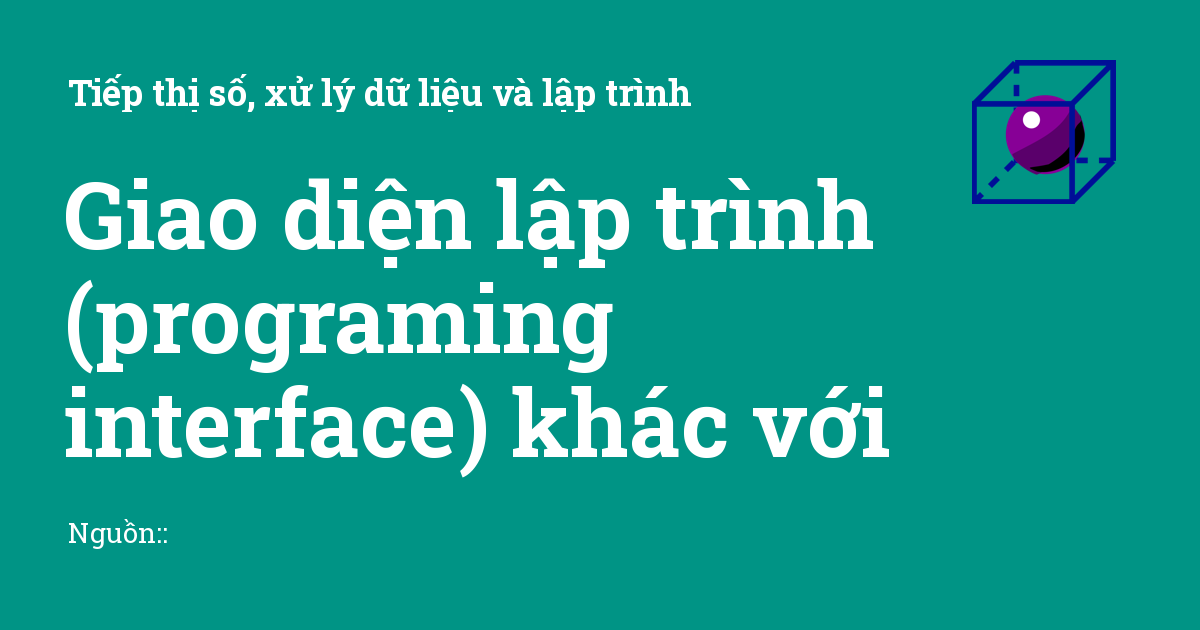 Tiếp thị số, xử lý dữ liệu và lập trình
Giao diện lập trình
(programing
interface) khác với
Nguồn::